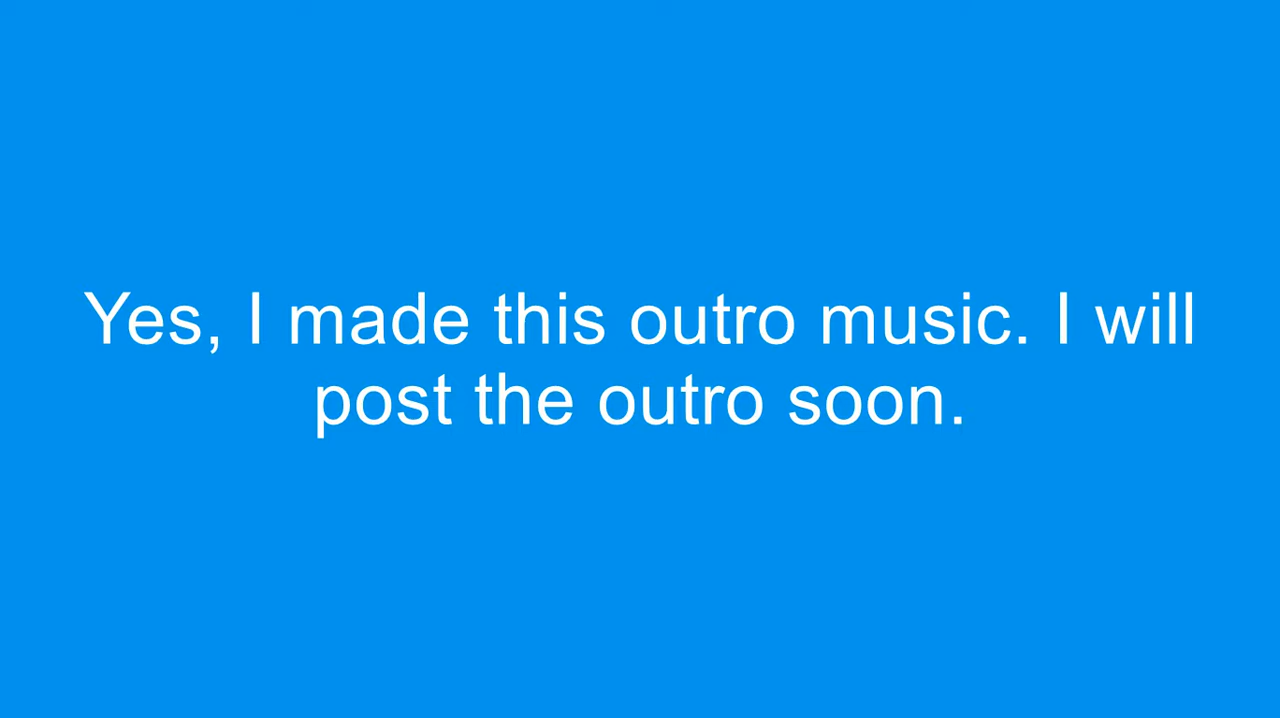 Yes, I made this outro music. I will
post the outro soon.